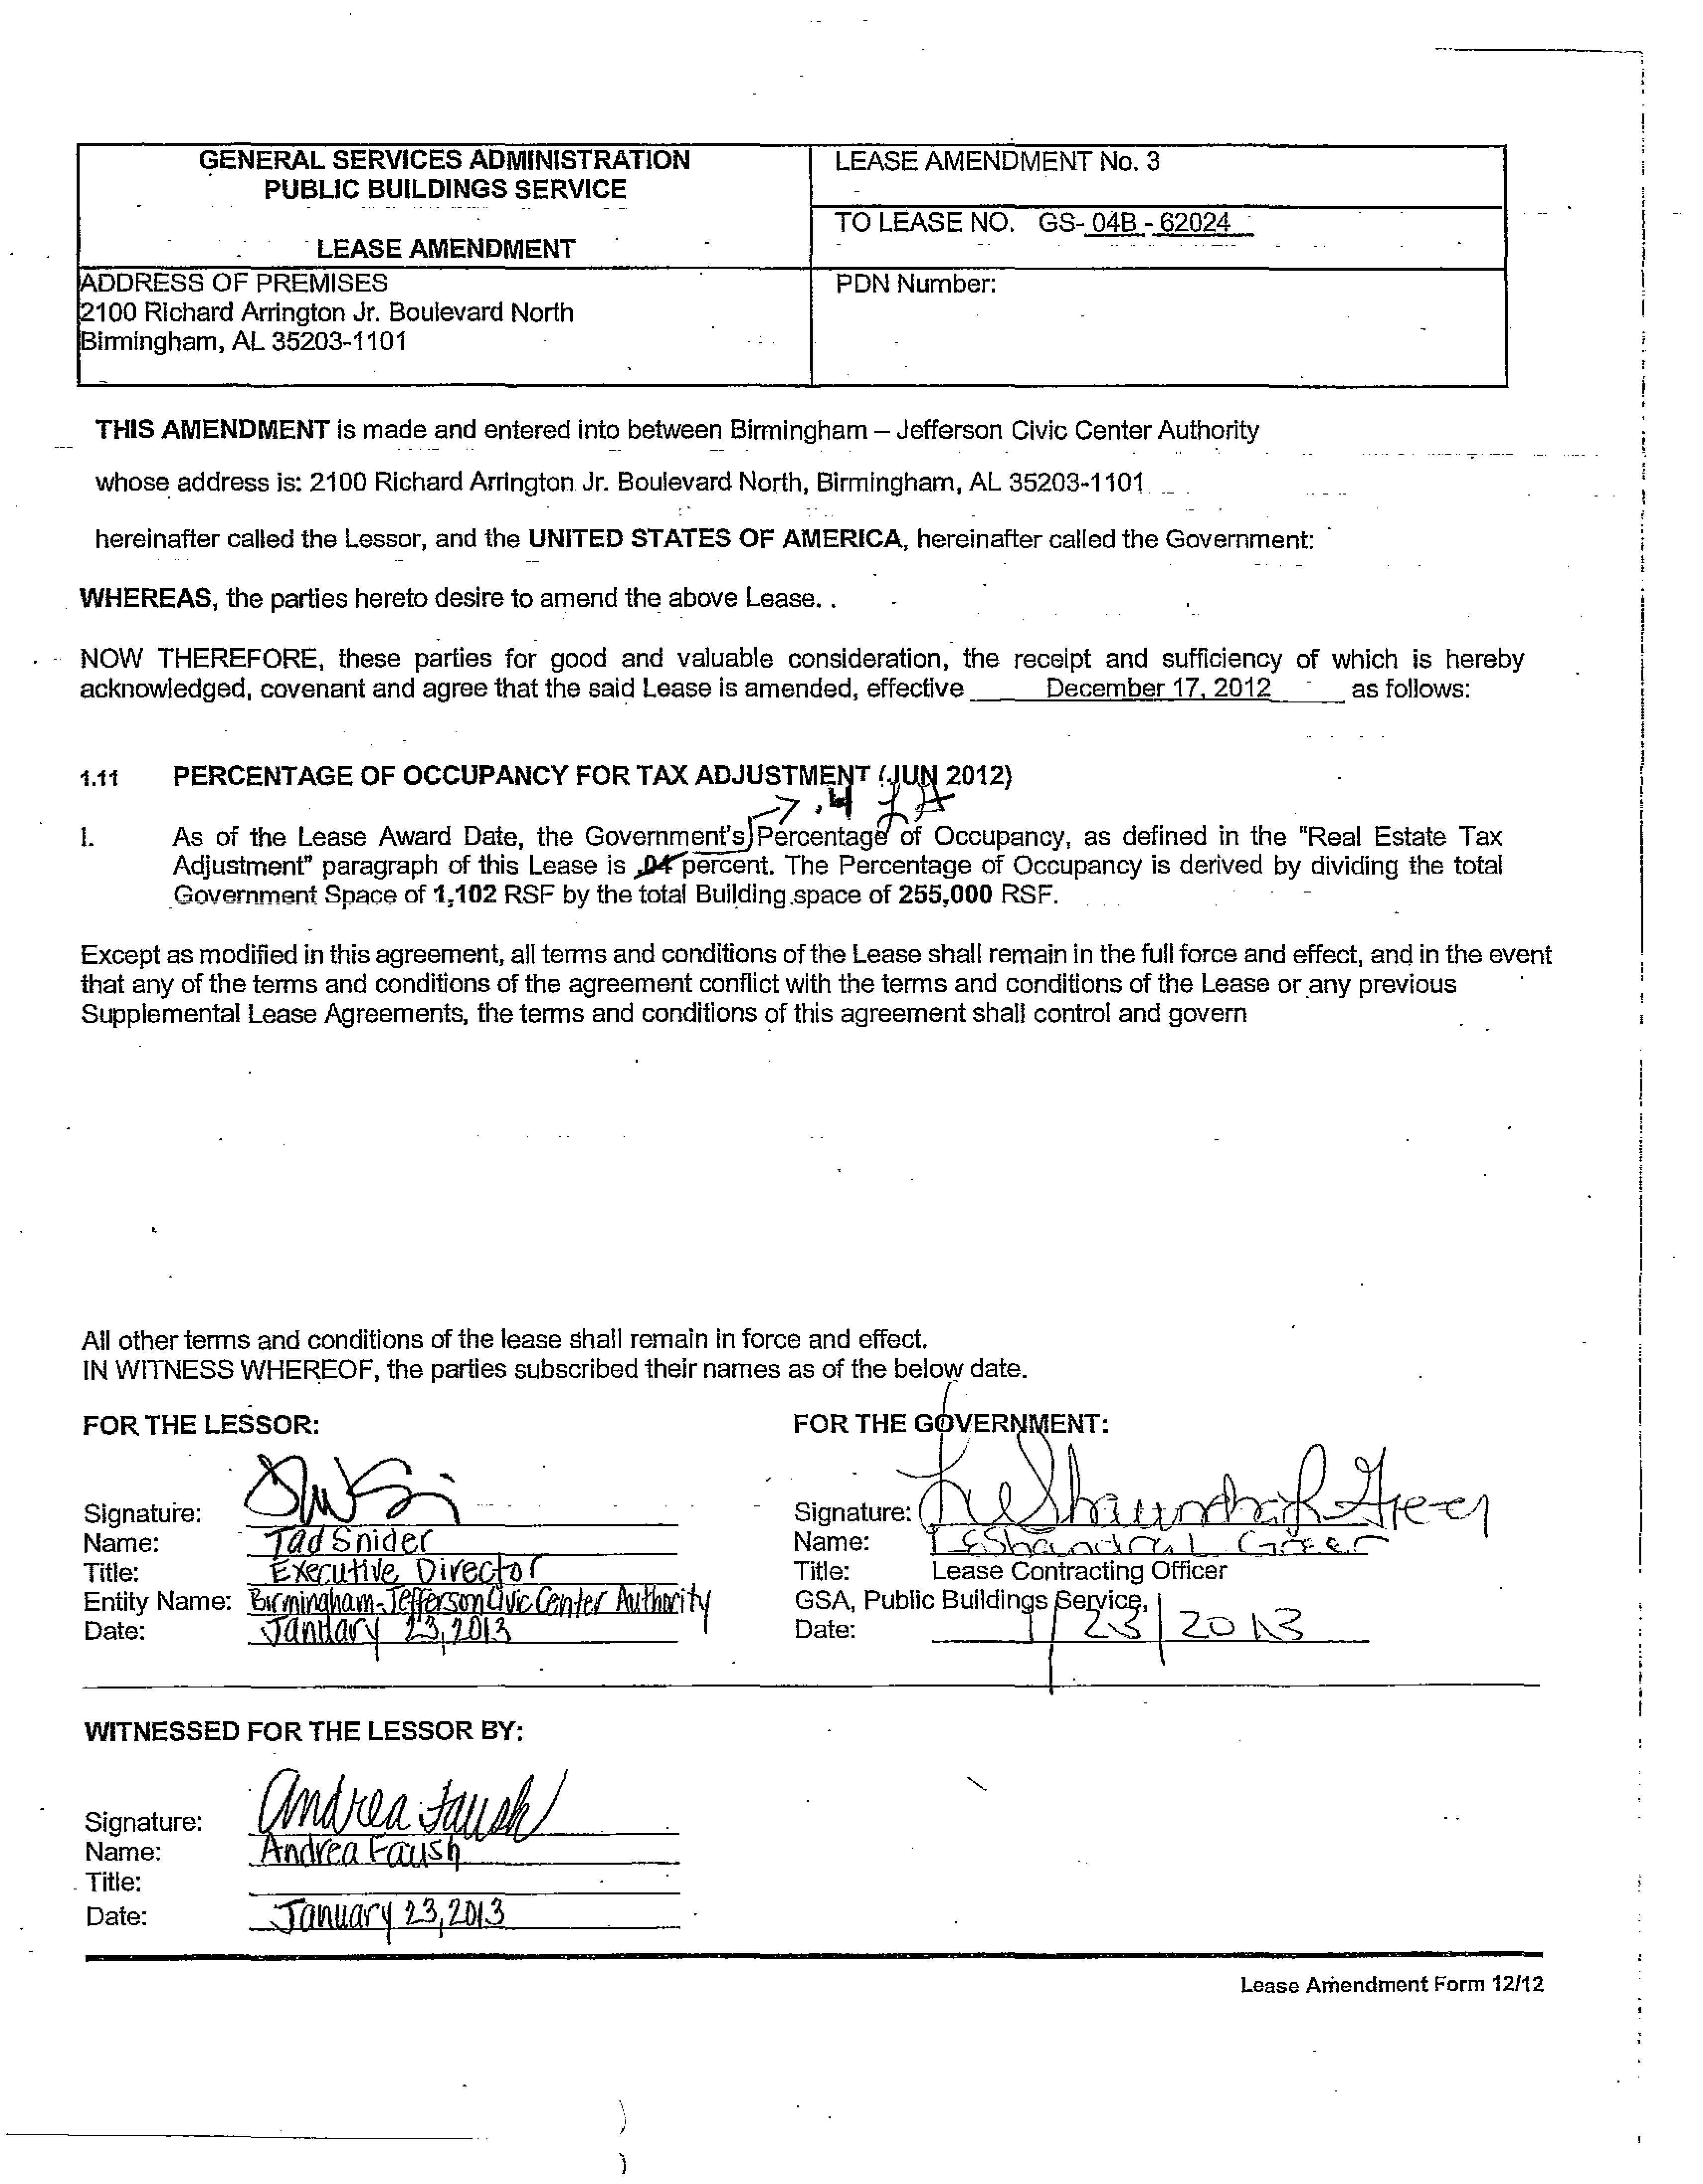 GENERAL SERVICES ADMINISTRATION
PUBLIC BUILDINGS SERVICE
LEASE AMENDMENT
LEASE AMENDMENT No. 3
TO LEASE NO. GS- 04B - 62024
ADDRESS OF PREMISES
2100 Richard Arrington Jr. Boulevard North
Birmingham, AL 35203-1101
PDN Number:
THIS AMENDMENT is made and entered into between Birmingham – Jefferson Civic Center Authority
whose address is: 2100 Richard Arrington Jr. Boulevard North, Birmingham, AL 35203-1101
hereinafter called the Lessor, and the UNITED STATES OF AMERICA, hereinafter called the Government:
WHEREAS, the parties hereto desire to amend the above Lease. .
NOW THEREFORE, these parties for good and valuable consideration, the receipt and sufficiency of which is hereby
acknowledged, covenant and agree that the said Lease is amended, effective December 17, 2012 as follows:
1.11 PERCENTAGE OF OCCUPANCY FOR TAX ADJUSTMENT (JUN 2012)
.4
I. As of the Lease Award Date, the Government's Percentage of Occupancy, as defined in the "Real Estate Tax
Adjustment" paragraph of this Lease is .04 percent. The Percentage of Occupancy is derived by dividing the total
Government Space of 1,102 RSF by the total Building space of 255,000 RSF.
Except as modified in this agreement, all terms and conditions of the Lease shall remain in the full force and effect, and in the event
that any of the terms and conditions of the agreement conflict with the terms and conditions of the Lease or any previous
Supplemental Lease Agreements, the terms and conditions of this agreement shall control and govern
All other terms and conditions of the lease shall remain in force and effect.
IN WITNESS WHEREOF, the parties subscribed their names as of the below date.
FOR THE LESSOR:
Signature:
Name: Tad Snider
Title: Executive Director
Entity Name: Birmingham-Jefferson Civic Center Authority
Date: January 23, 2013
FOR THE GOVERNMENT:
Signature: LeShaundrah Greer
Name: Greer
Title: Lease Contracting Officer
GSA, Public Buildings Service,
Date: 1/23/2013
WITNESSED FOR THE LESSOR BY:
Signature: Andrea Faush
Name: Andrea Faush
Title:
Date: January 23, 2013
Lease Amendment Form 12/12